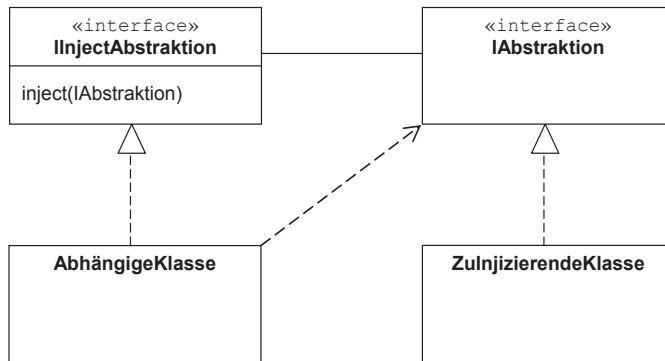 «interface»
IInjectAbstraktion
inject(IAbstraktion)
«interface»
IAbstraktion
AbhängigeKlasse
ZuInjizierendeKlasse